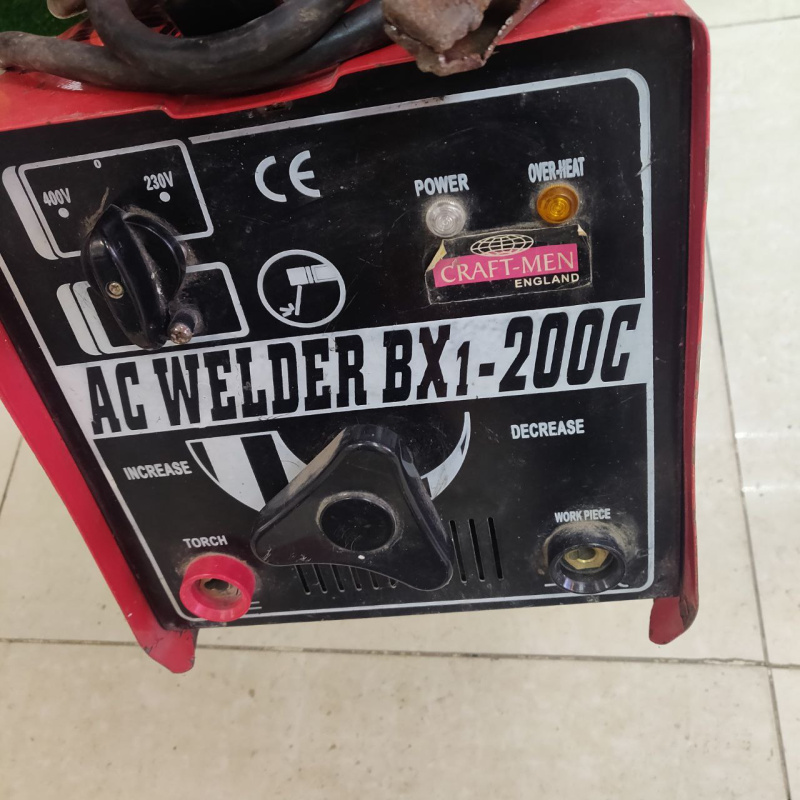 0
400V
230V
CE
POWER
OVER-HEAT
CRAFT-MEN
ENGLAND
AC WELDER BX1-200C
INCREASE
DECREASE
TORCH
WORK PIECE